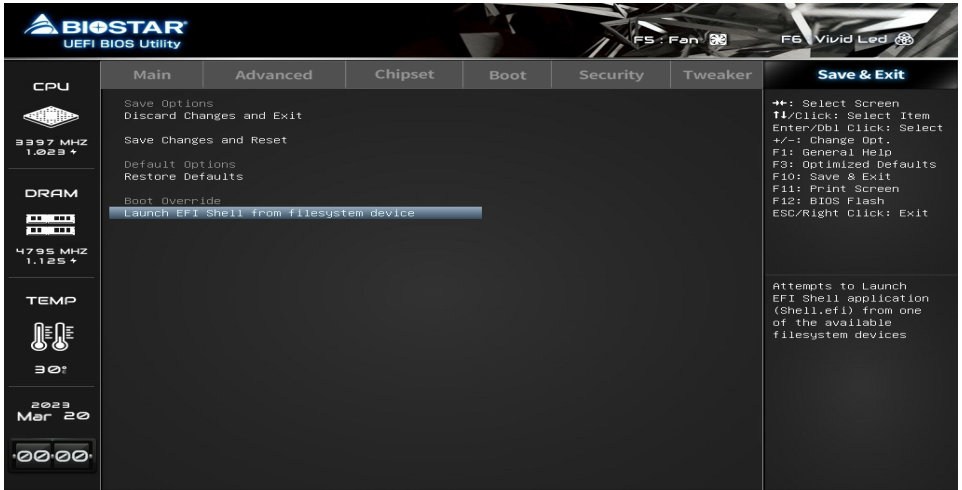 BIOSTAR®
UEFI BIOS Utility
F5 : Fan
F6 : Vivid Led
Main Advanced Chipset Boot Security Tweaker Save & Exit
CPU
3397 MHZ
1.023
DRAM
4795 MHZ
1.125
TEMP
30
2023
Mar 20
00:00
Save Options
Discard Changes and Exit
Save Changes and Reset
Default Options
Restore Defaults
Boot Override
Launch EFI Shell from filesystem device
→←: Select Screen
↑↓/Click: Select Item
Enter/Dbl Click: Select
+/-: Change Opt.
F1: General Help
F3: Optimized Defaults
F10: Save & Exit
F11: Print Screen
F12: BIOS Flash
ESC/Right Click: Exit
Attempts to Launch
EFI Shell application
(Shell.efi) from one
of the available
filesystem devices